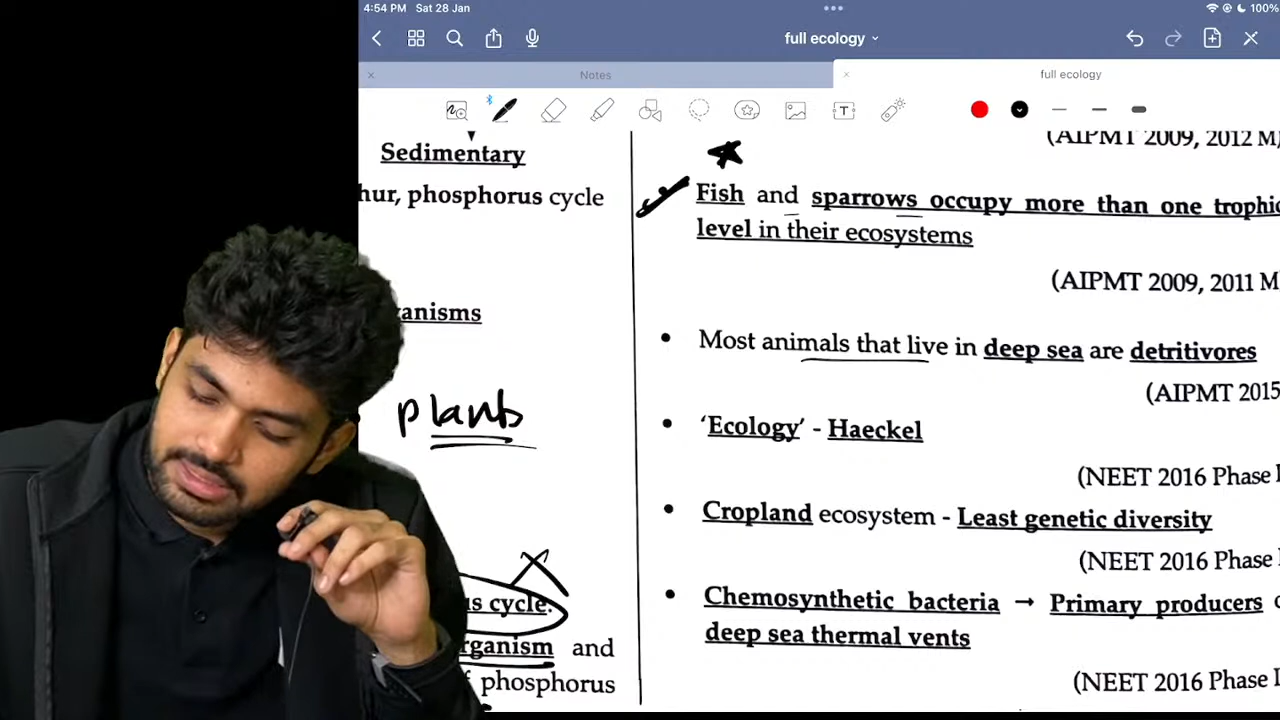 4:54 PM Sat 28 Jan
100%
full ecology
Notes
full ecology
T
Sedimentary
phosphorus cycle
plants
cycle.
and
phosphorus
(AIPMT 2009, 2012 M
Fish and sparrows occupy more than one trophic
level in their ecosystems
(AIPMT 2009, 2011 M
• Most animals that live in deep sea are detritivores
(AIPMT 2015
• 'Ecology' - Haeckel
(NEET 2016 Phase
• Cropland ecosystem - Least genetic diversity
(NEET 2016 Phase
• Chemosynthetic bacteria → Primary producers
deep sea thermal vents
(NEET 2016 Phase